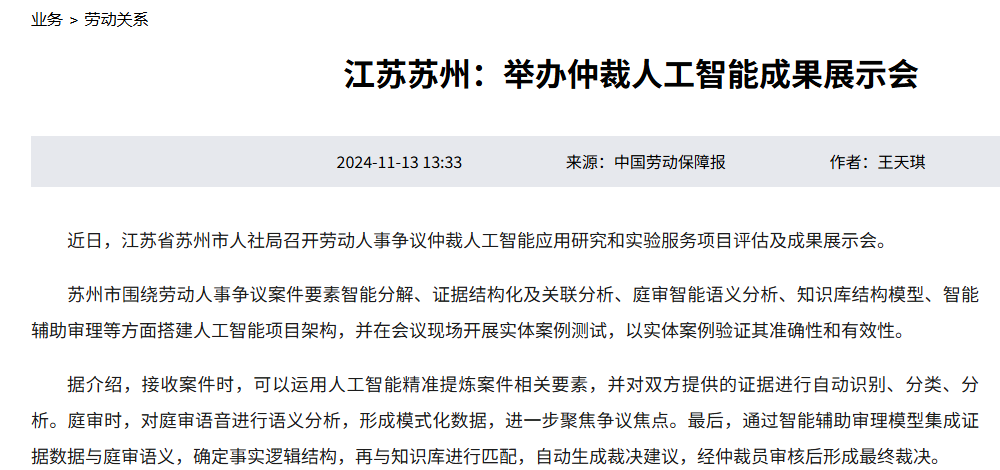 业务 > 劳动关系
江苏苏州：举办仲裁人工智能成果展示会
2024-11-13 13:33 来源：中国劳动保障报 作者：王天琪
近日，江苏省苏州市人社局召开劳动人事争议仲裁人工智能应用研究和实验服务项目评估及成果展示会。
苏州市围绕劳动人事争议案件要素智能分解、证据结构化及关联分析、庭审智能语义分析、知识库结构模型、智能
辅助审理等方面搭建人工智能项目架构，并在会议现场开展实体案例测试，以实体案例验证其准确性和有效性。
据介绍，接收案件时，可以运用人工智能精准提炼案件相关要素，并对双方提供的证据进行自动识别、分类、分
析。庭审时，对庭审语音进行语义分析，形成模式化数据，进一步聚焦争议焦点。最后，通过智能辅助审理模型集成证
据数据与庭审语义，确定事实逻辑结构，再与知识库进行匹配，自动生成裁决建议，经仲裁员审核后形成最终裁决。